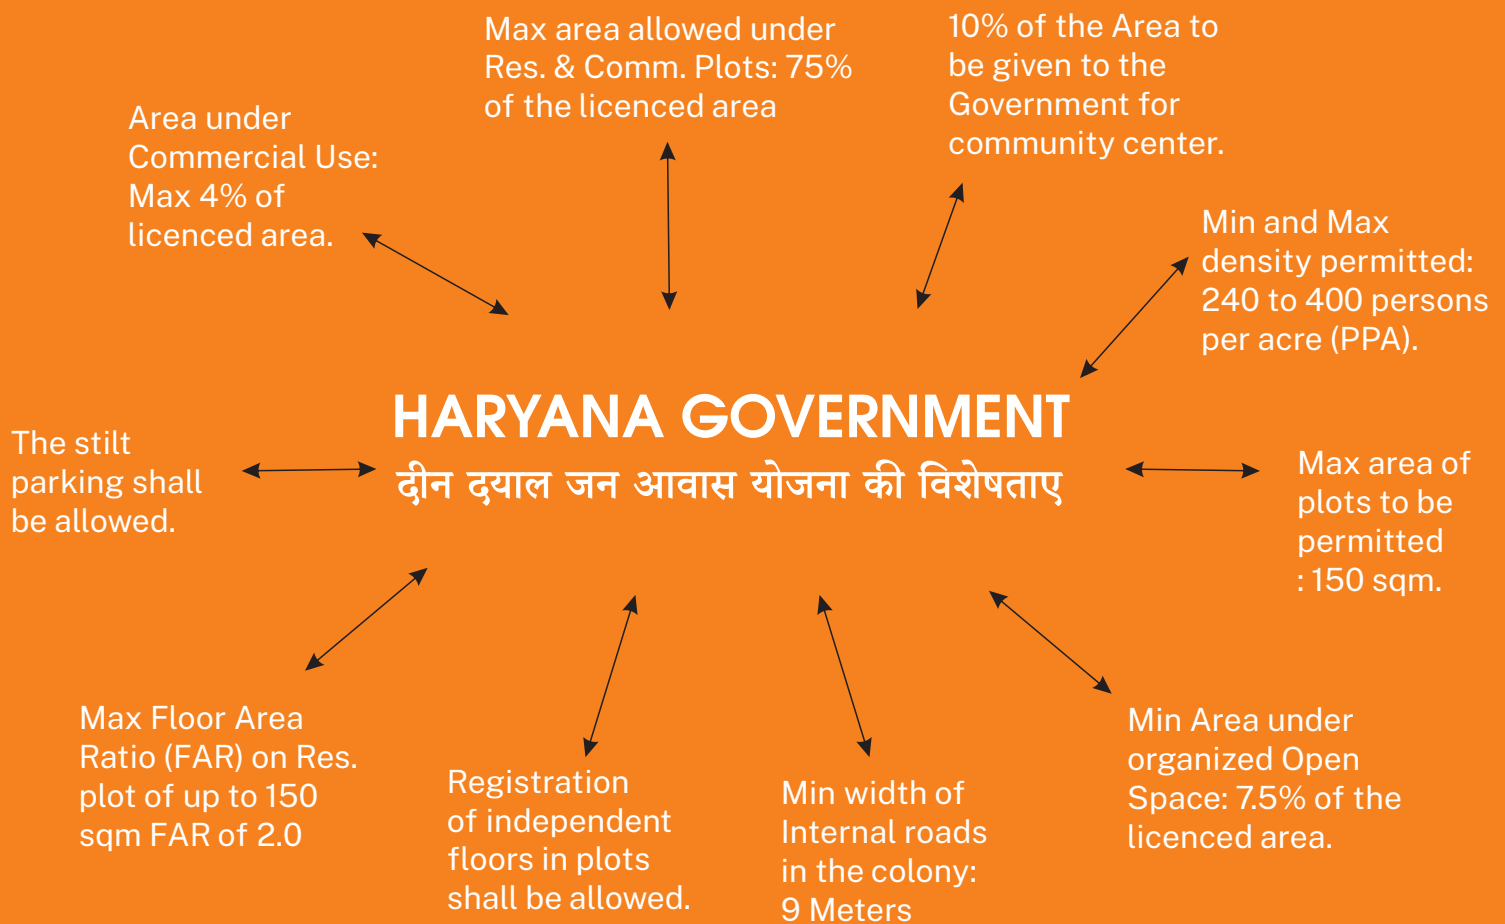 Max area allowed under
Res. & Comm. Plots: 75%
of the licenced area
10% of the Area to
be given to the
Government for
community center.
Area under
Commercial Use:
Max 4% of
licenced area.
Min and Max
density permitted:
240 to 400 persons
per acre (PPA).
HARYANA GOVERNMENT
दीन दयाल जन आवास योजना की विशेषताए
The stilt
parking shall
be allowed.
Max area of
plots to be
permitted
: 150 sqm.
Max Floor Area
Ratio (FAR) on Res.
plot of up to 150
sqm FAR of 2.0
Registration
of independent
floors in plots
shall be allowed.
Min width of
Internal roads
in the colony:
9 Meters
Min Area under
organized Open
Space: 7.5% of the
licenced area.